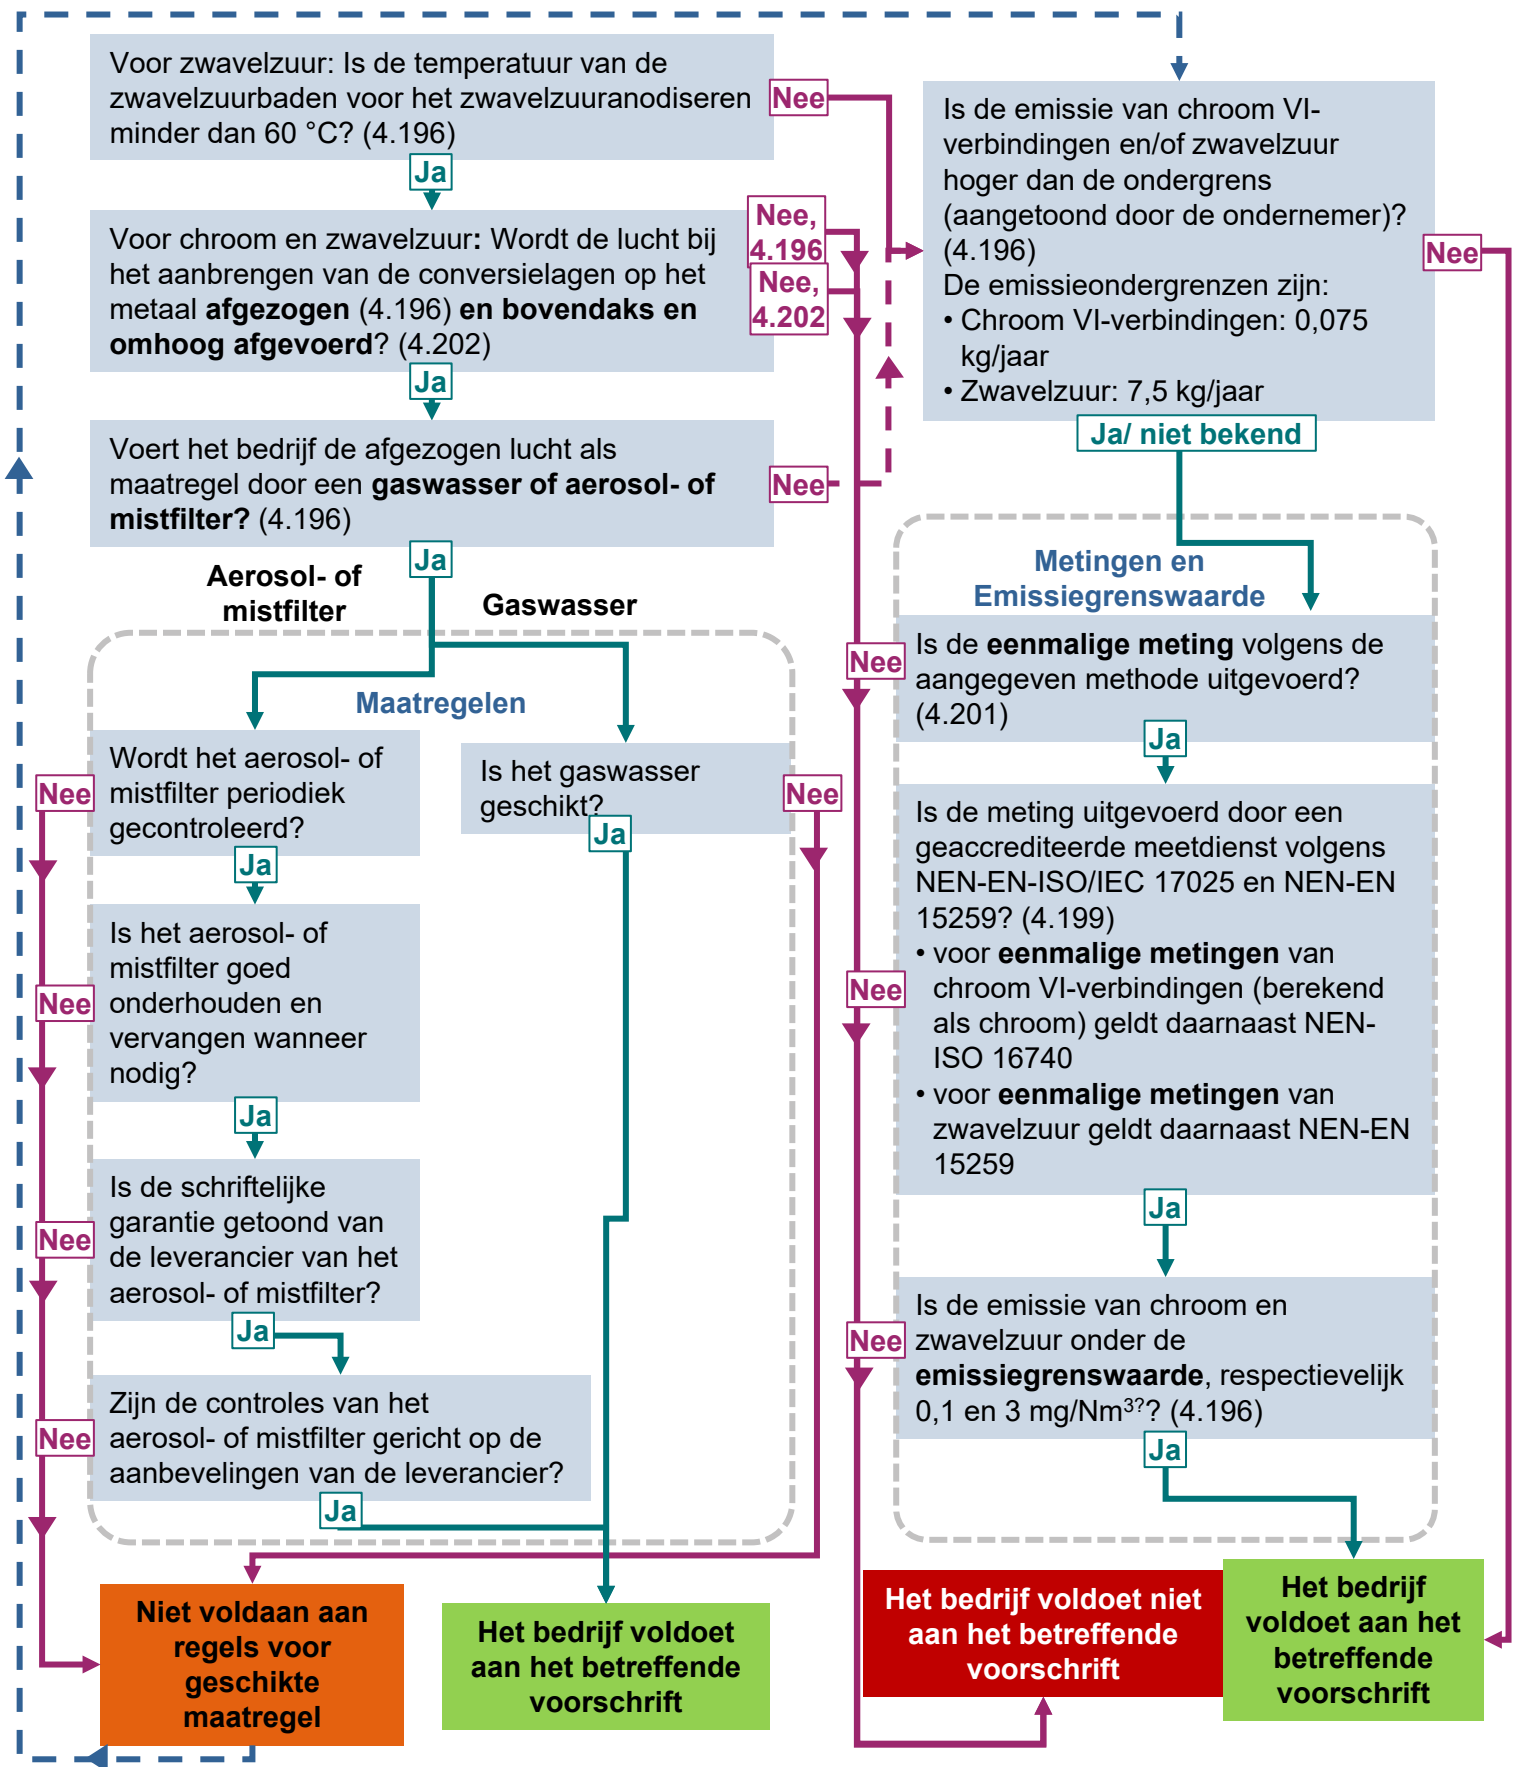 Voor zwavelzuur: Is de temperatuur van de
zwavelzuurbaden voor het zwavelzuuranodiseren
minder dan 60 °C? (4.196)
Nee
Ja
Voor chroom en zwavelzuur: Wordt de lucht bij
het aanbrengen van de conversielagen op het
metaal afgezogen (4.196) en bovendaks en
omhoog afgevoerd? (4.202)
Nee,
4.196
Nee,
4.202
Ja
Voert het bedrijf de afgezogen lucht als
maatregel door een gaswasser of aerosol- of
mistfilter? (4.196)
Nee
Ja
Aerosol- of
mistfilter
Gaswasser
Maatregelen
Wordt het aerosol- of
mistfilter periodiek
gecontroleerd?
Nee
Ja
Is het gaswasser
geschikt?
Nee
Ja
Is het aerosol- of
mistfilter goed
onderhouden en
vervangen wanneer
nodig?
Nee
Ja
Is de schriftelijke
garantie getoond van
de leverancier van het
aerosol- of mistfilter?
Nee
Ja
Zijn de controles van het
aerosol- of mistfilter gericht op de
aanbevelingen van de leverancier?
Nee
Ja
Niet voldaan aan
regels voor
geschikte
maatregel
Het bedrijf voldoet
aan het betreffende
voorschrift
Is de emissie van chroom VI-
verbindingen en/of zwavelzuur
hoger dan de ondergrens
(aangetoond door de ondernemer)?
(4.196)
De emissieondergrenzen zijn:
• Chroom VI-verbindingen: 0,075
kg/jaar
• Zwavelzuur: 7,5 kg/jaar
Nee
Ja/ niet bekend
Metingen en
Emissiegrenswaarde
Is de eenmalige meting volgens de
aangegeven methode uitgevoerd?
(4.201)
Nee
Ja
Is de meting uitgevoerd door een
geaccrediteerde meetdienst volgens
NEN-EN-ISO/IEC 17025 en NEN-EN
15259? (4.199)
• voor eenmalige metingen van
chroom VI-verbindingen (berekend
als chroom) geldt daarnaast NEN-
ISO 16740
• voor eenmalige metingen van
zwavelzuur geldt daarnaast NEN-EN
15259
Nee
Ja
Is de emissie van chroom en
zwavelzuur onder de
emissiegrenswaarde, respectievelijk
0,1 en 3 mg/Nm³?? (4.196)
Nee
Ja
Het bedrijf voldoet niet
aan het betreffende
voorschrift
Het bedrijf
voldoet aan het
betreffende
voorschrift